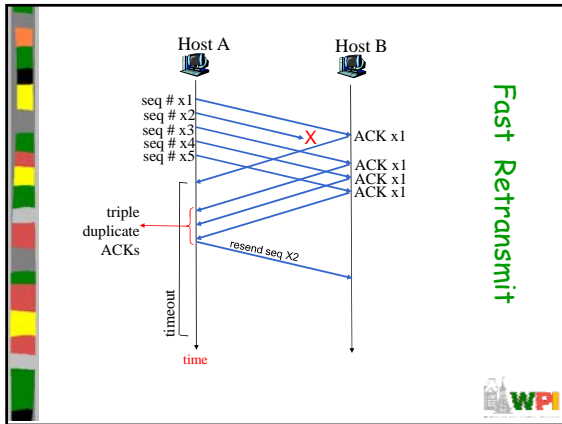 Host A
Host B
seq # x1
seq # x2
seq # x3
seq # x4
seq # x5
X
ACK x1
ACK x1
ACK x1
ACK x1
triple
duplicate
ACKs
resend seq X2
timeout
time
Fast Retransmit
WPI